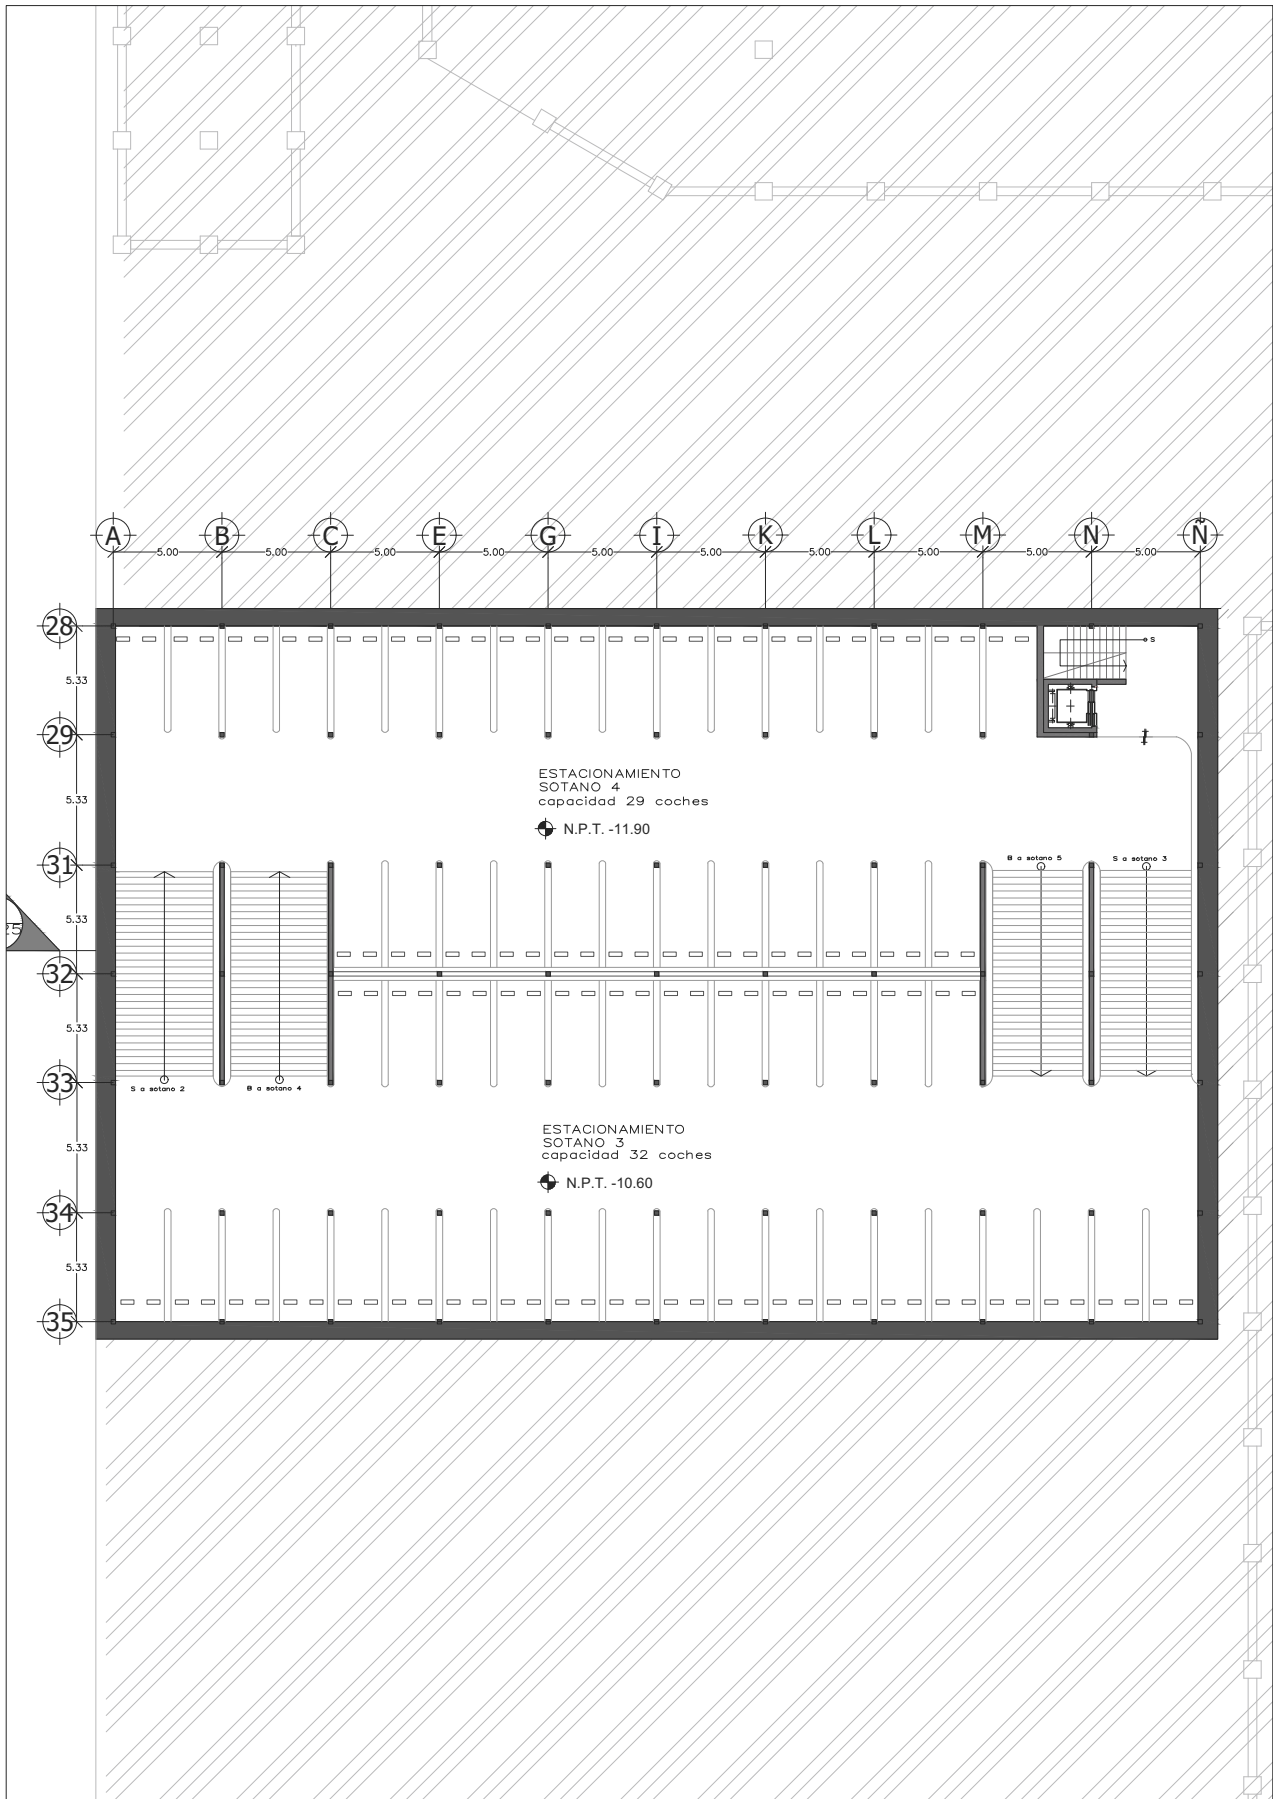 A B C E G I K L M N Ñ
5.00 5.00 5.00 5.00 5.00 5.00 5.00 5.00 5.00 5.00
28
S
5.33
29
ESTACIONAMIENTO
SOTANO 4
capacidad 29 coches
5.33
N.P.T. -11.90
31
B a sotano 5
S a sotano 3
5.33
25
32
5.33
33
S a sotano 2
B a sotano 4
ESTACIONAMIENTO
SOTANO 3
capacidad 32 coches
5.33
N.P.T. -10.60
34
5.33
35